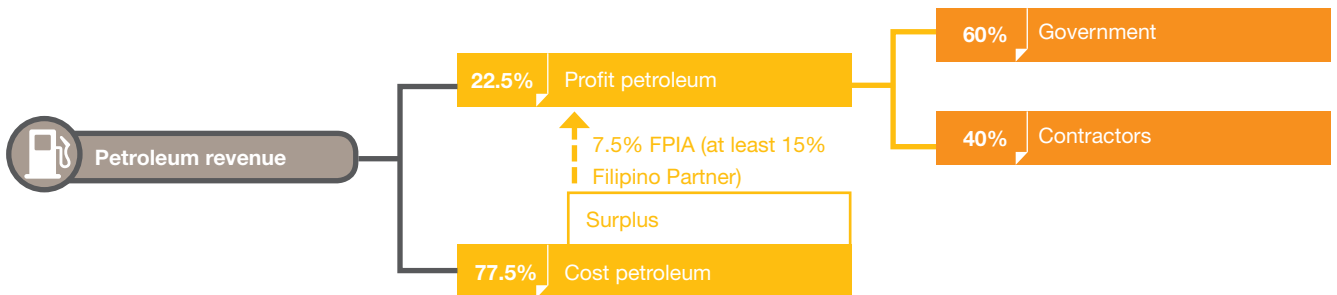 Petroleum revenue
22.5% Profit petroleum
7.5% FPIA (at least 15%
Filipino Partner)
Surplus
77.5% Cost petroleum
60% Government
40% Contractors